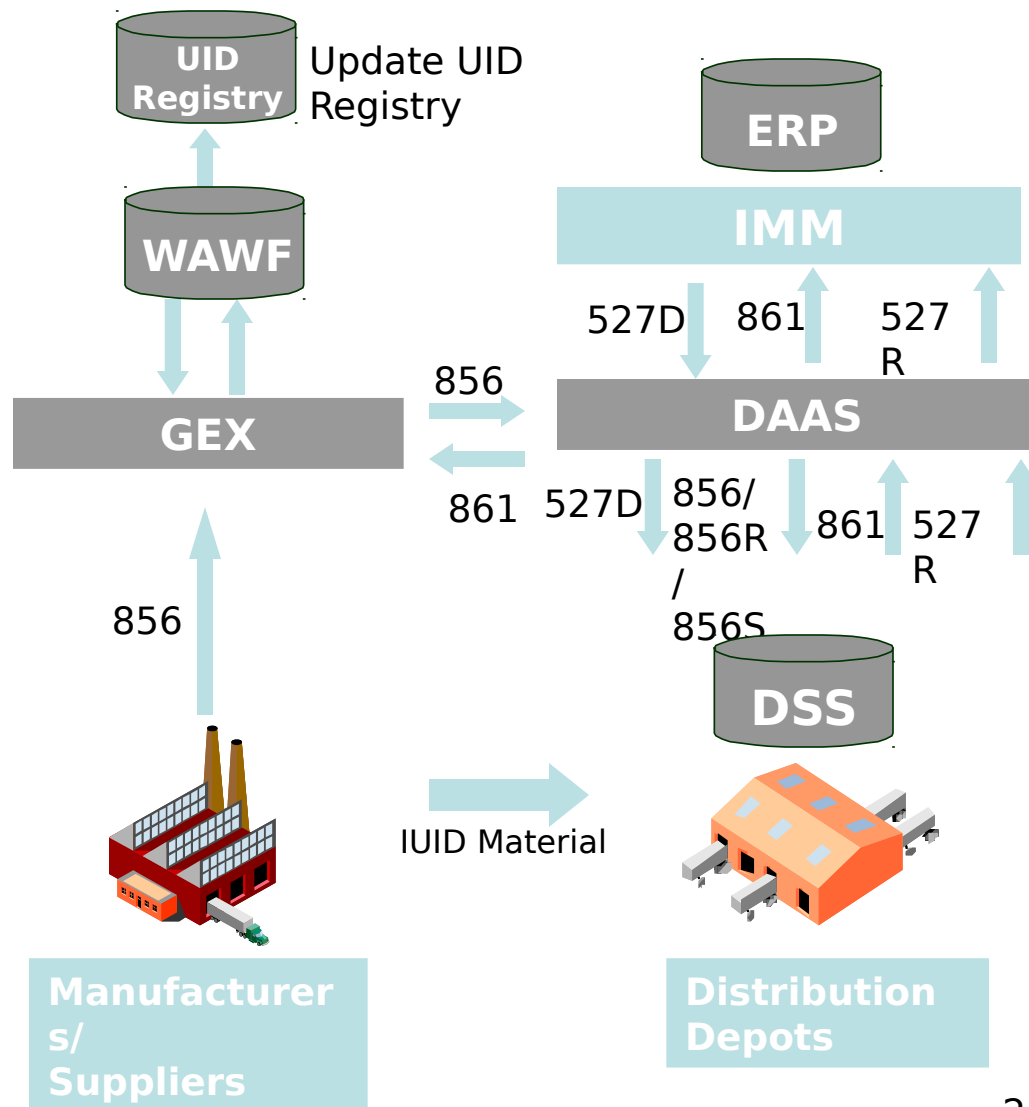 UID
Registry
Update UID
Registry
ERP
WAWF
IMM
527D
861
527
R
856
GEX
DAAS
861
527D
856/
856R
/
856S
861
527
R
856
DSS
IUID Material
Manufacturer
s/
Suppliers
Distribution
Depots